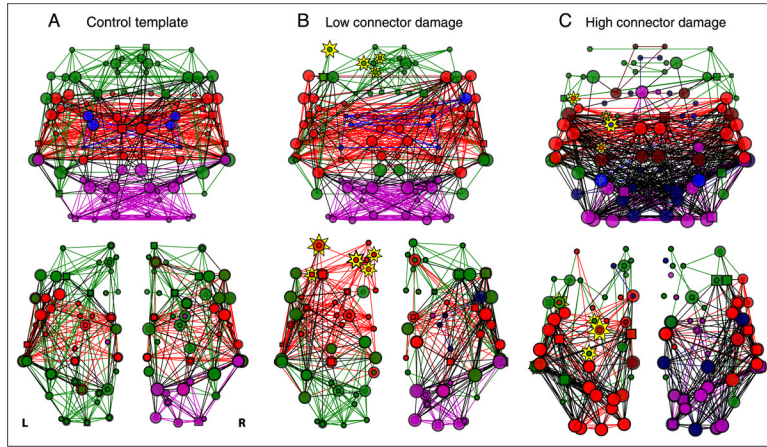 A Control template
B Low connector damage
C High connector damage
L R